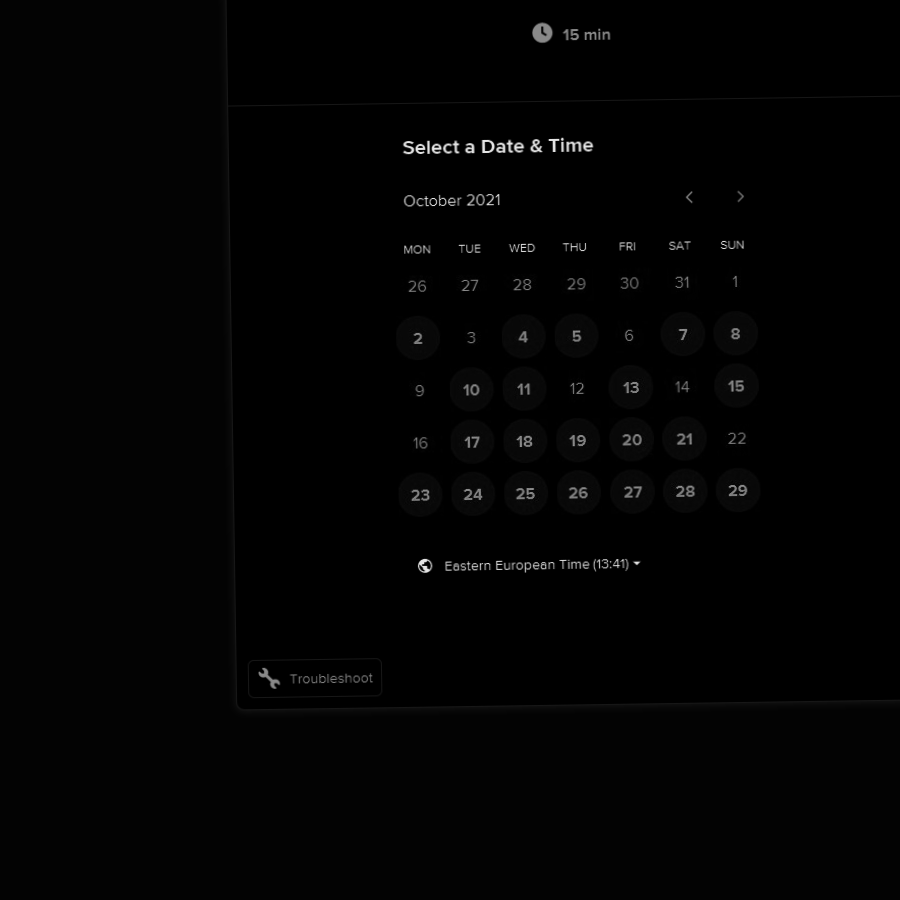 15 min
Select a Date & Time
October 2021
MON TUE WED THU FRI SAT SUN
26 27 28 29 30 31 1
2 3 4 5 6 7 8
9 10 11 12 13 14 15
16 17 18 19 20 21 22
23 24 25 26 27 28 29
Eastern European Time (13:41)
Troubleshoot